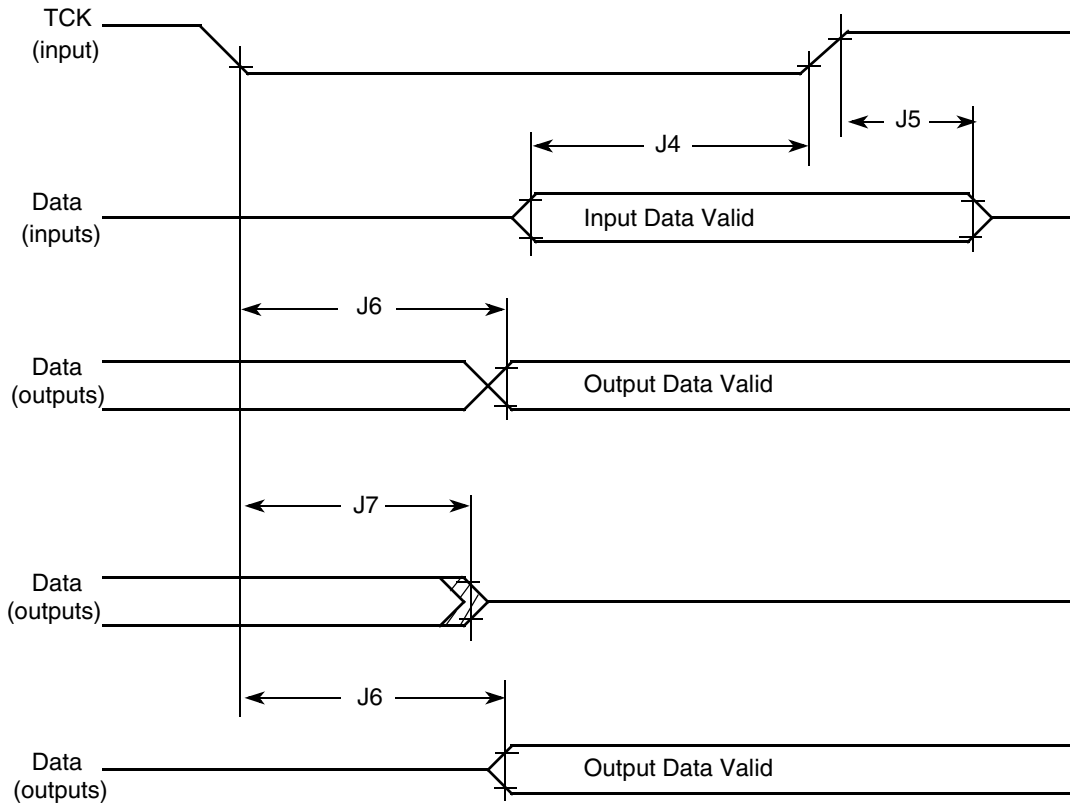 TCK
(input)
J5
J4
Data
(inputs)
Input Data Valid
J6
Data
(outputs)
Output Data Valid
J7
Data
(outputs)
J6
Data
(outputs)
Output Data Valid